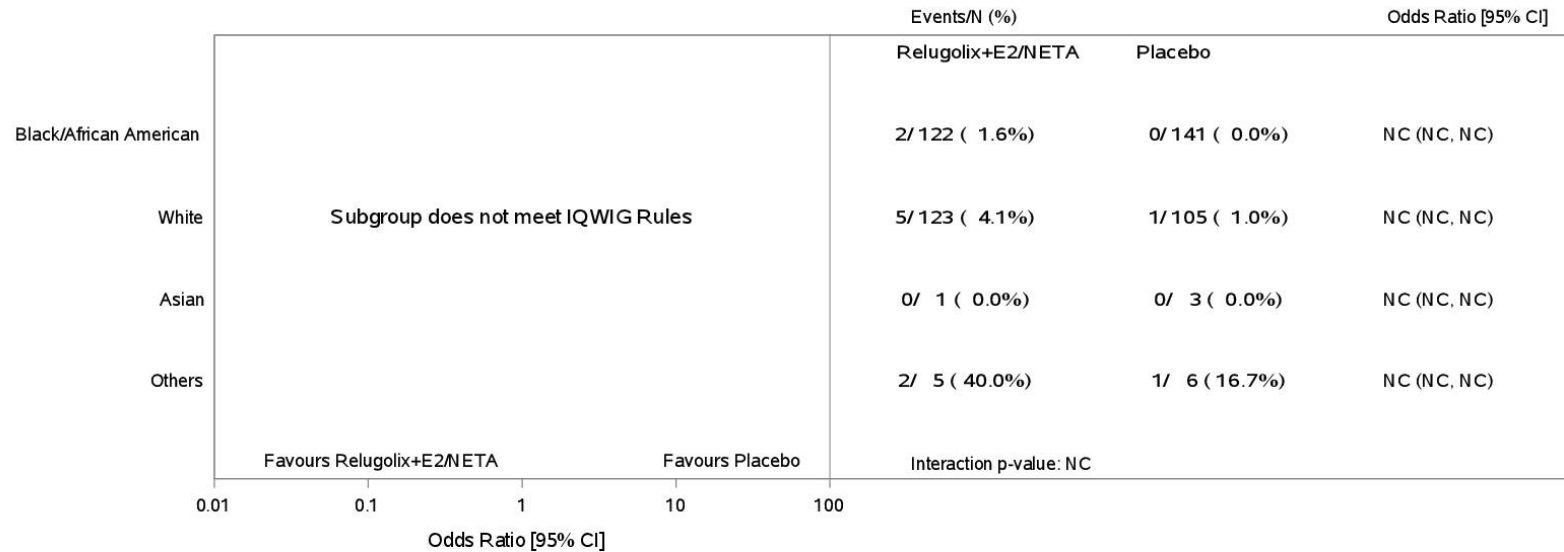 Events/N (%) Odds Ratio [95% CI]
Relugolix+E2/NETA Placebo
Black/African American 2/ 122 ( 1.6%) 0/ 141 ( 0.0%) NC (NC, NC)
White Subgroup does not meet IQWIG Rules 5/ 123 ( 4.1%) 1/ 105 ( 1.0%) NC (NC, NC)
Asian 0/ 1 ( 0.0%) 0/ 3 ( 0.0%) NC (NC, NC)
Others 2/ 5 ( 40.0%) 1/ 6 ( 16.7%) NC (NC, NC)
Favours Relugolix+E2/NETA Favours Placebo Interaction p-value: NC
0.01 0.1 1 10 100
Odds Ratio [95% CI]